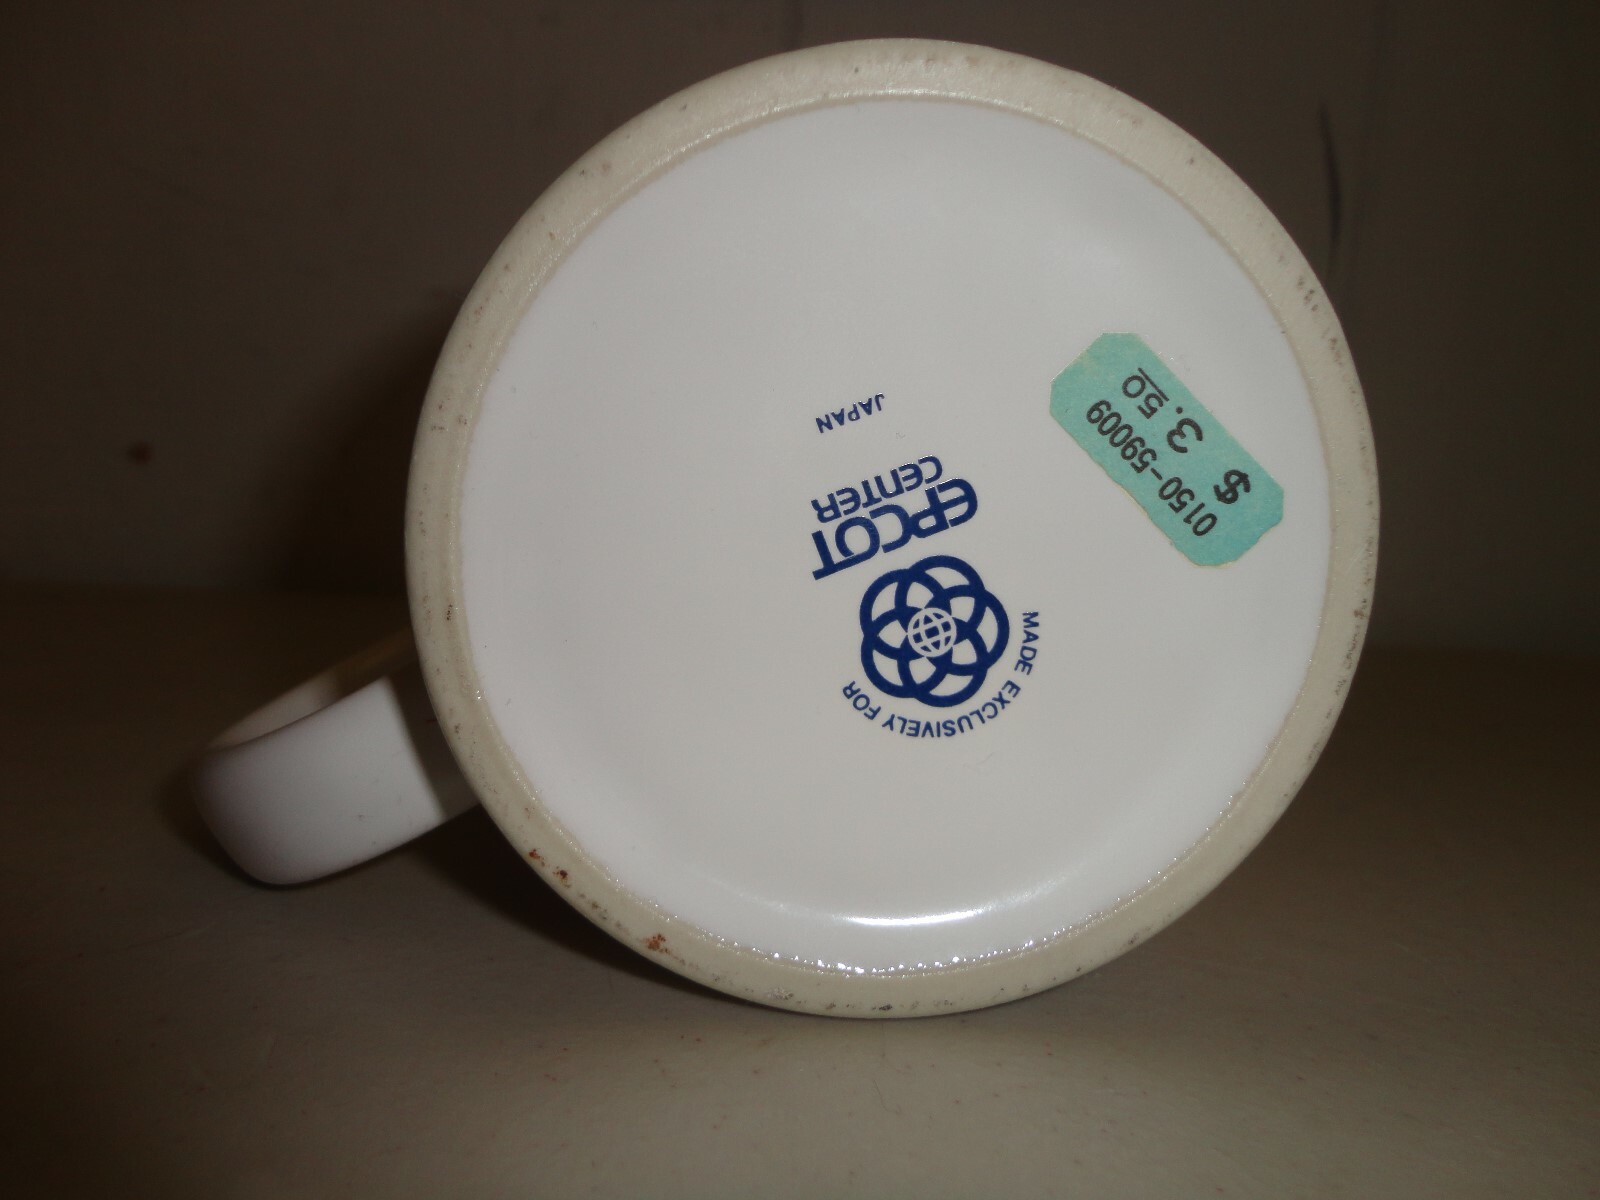 MADE EXCLUSIVELY FOR
EPCOT
CENTER
JAPAN
0150-59009
$ 3.50